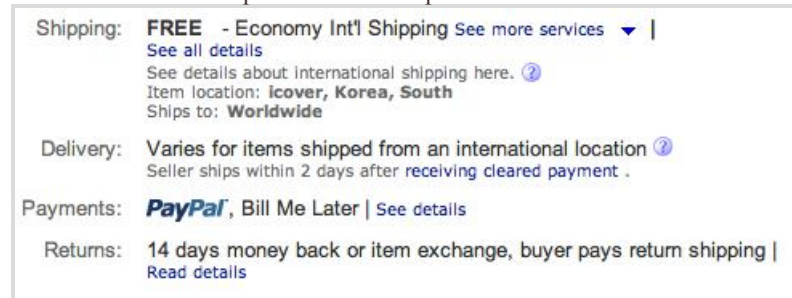 Shipping: FREE - Economy Int'l Shipping See more services |
See all details
See details about international shipping here.
Item location: icover, Korea, South
Ships to: Worldwide
Delivery: Varies for items shipped from an international location
Seller ships within 2 days after receiving cleared payment .
Payments: PayPal, Bill Me Later | See details
Returns: 14 days money back or item exchange, buyer pays return shipping |
Read details